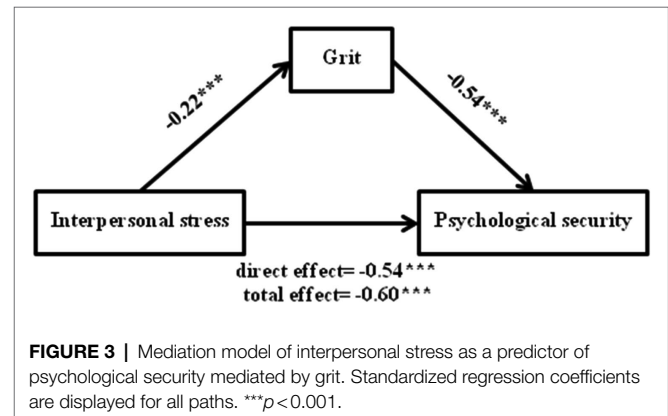 Grit
-0.22***
-0.54***
Interpersonal stress
Psychological security
direct effect= -0.54***
total effect= -0.60***
FIGURE 3 | Mediation model of interpersonal stress as a predictor of
psychological security mediated by grit. Standardized regression coefficients
are displayed for all paths. ***p<0.001.